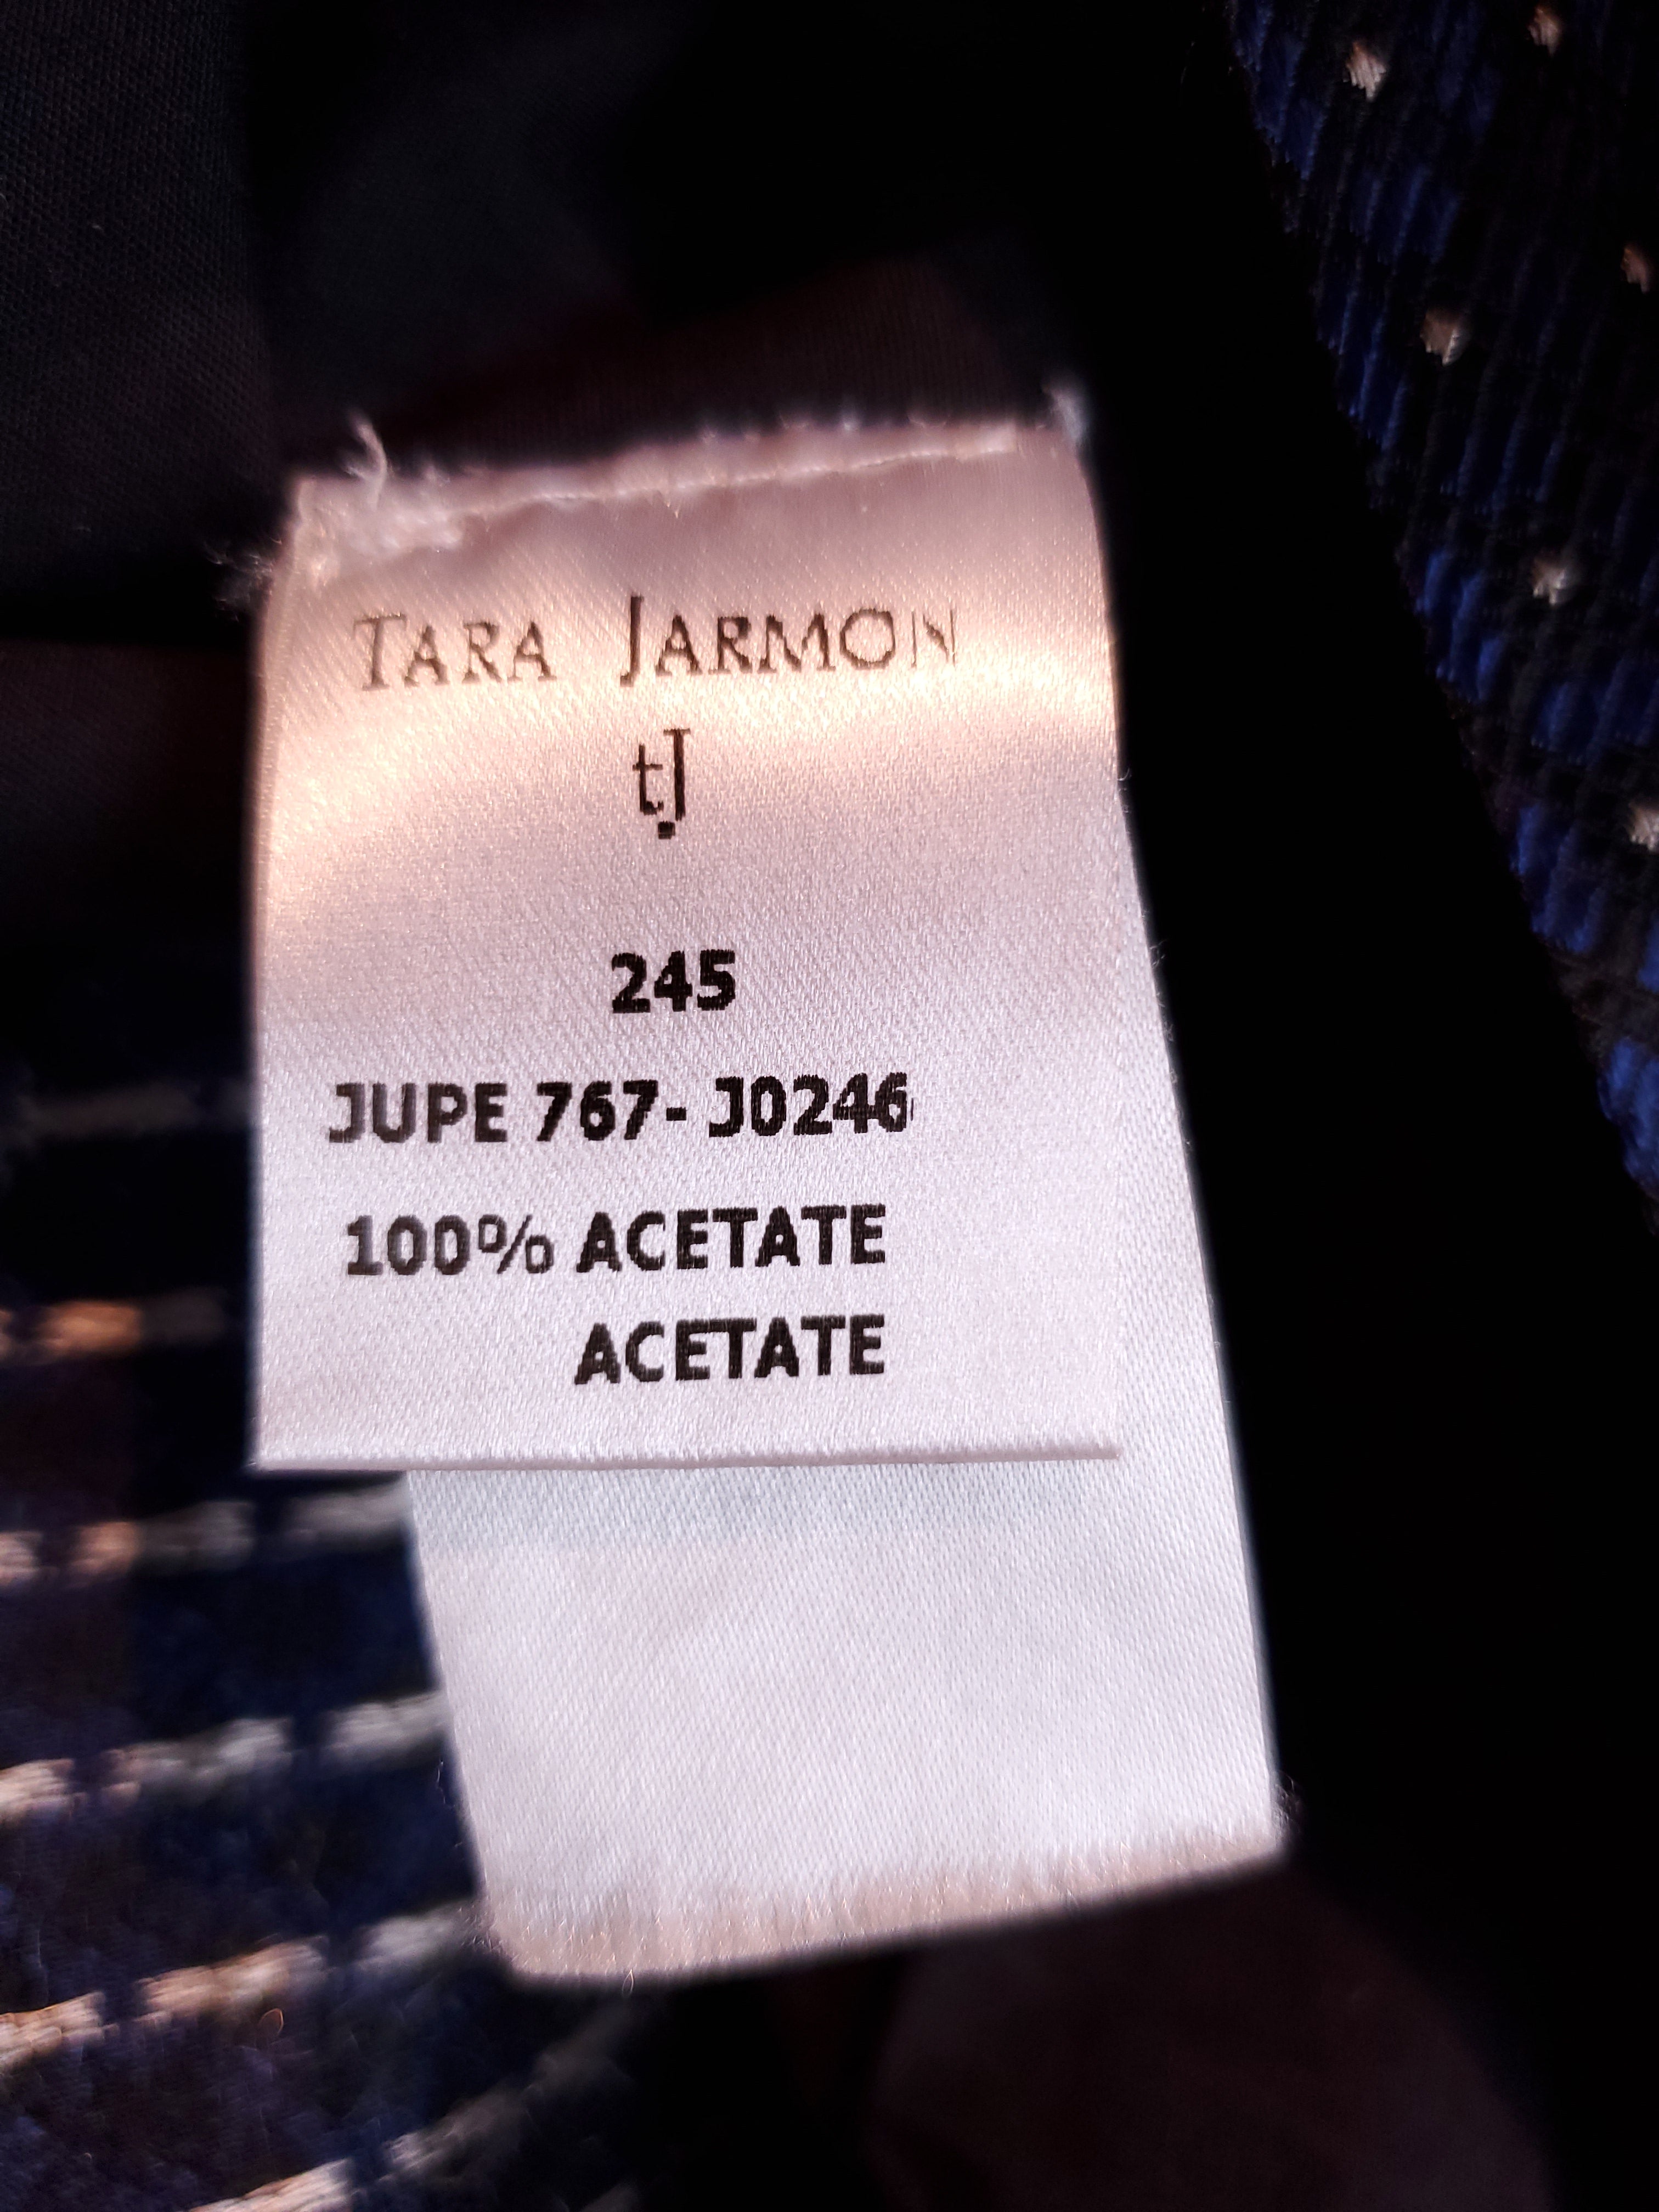 TARA JARMON
tJ
245
JUPE 767- J0246
100% ACETATE
ACETATE